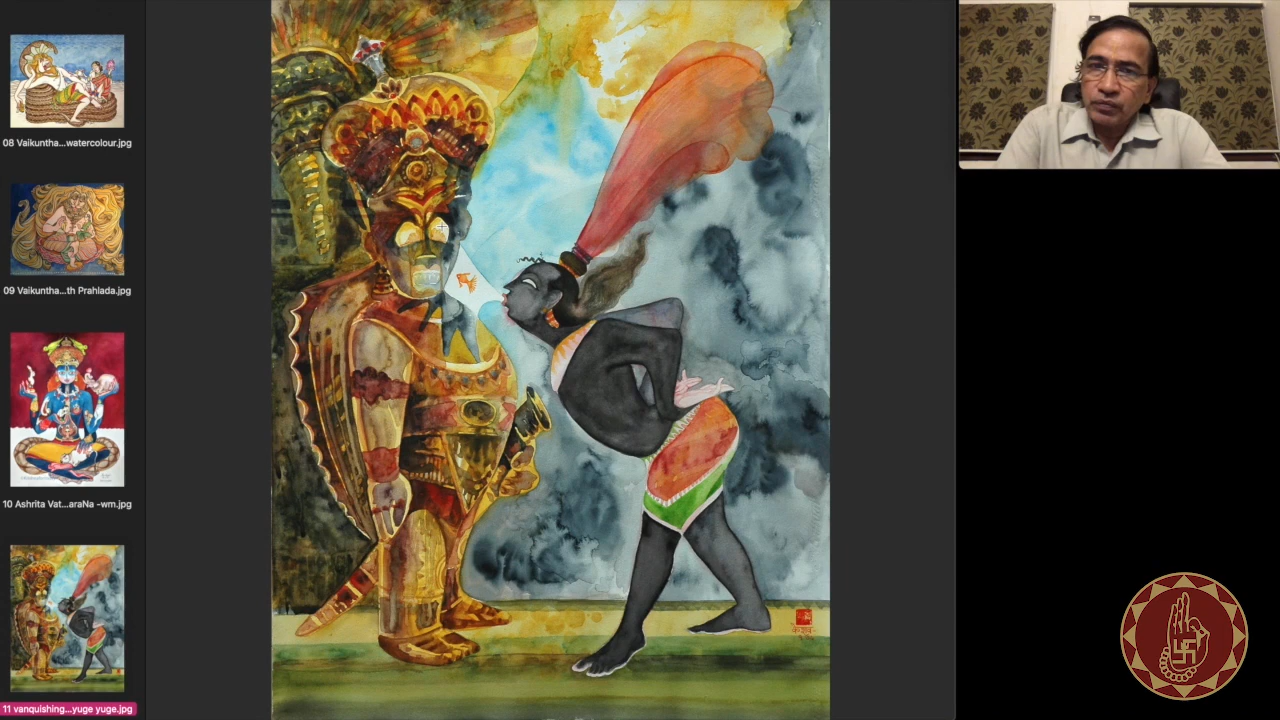 08 Vaikuntha...watercolour.jpg
09 Vaikuntha...th Prahlada.jpg
10 Ashrita Vat...araNa -wm.jpg
11 vanquishing...yuge yuge.jpg
केशव